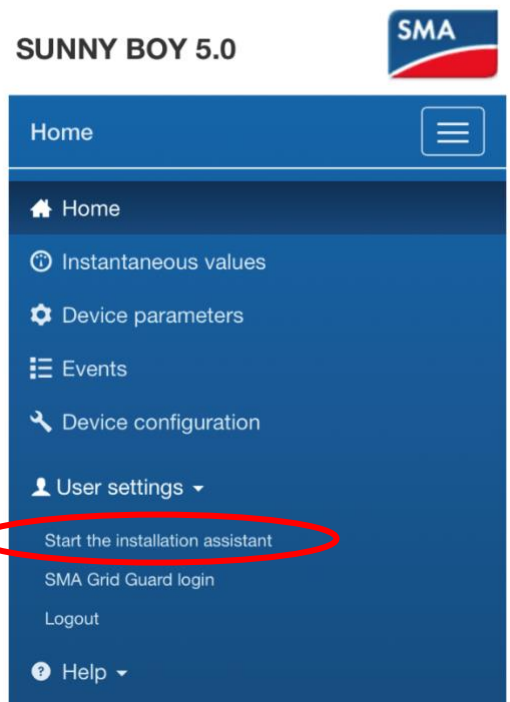 SUNNY BOY 5.0
SMA
Home
Home
Instantaneous values
Device parameters
Events
Device configuration
User settings
Start the installation assistant
SMA Grid Guard login
Logout
Help